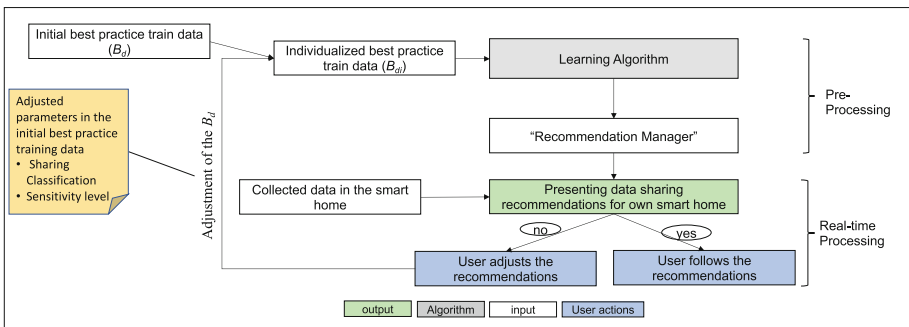 Initial best practice train data
(B_d)
Individualized best practice
train data (B_di)
Learning Algorithm
Pre-
Processing
Adjusted
parameters in the
initial best practice
training data
• Sharing
Classification
• Sensitivity level
Adjustment of the B_d
“Recommendation Manager”
Collected data in the smart
home
Presenting data sharing
recommendations for own smart home
Real-time
Processing
no
yes
User adjusts the
recommendations
User follows the
recommendations
output
Algorithm
input
User actions